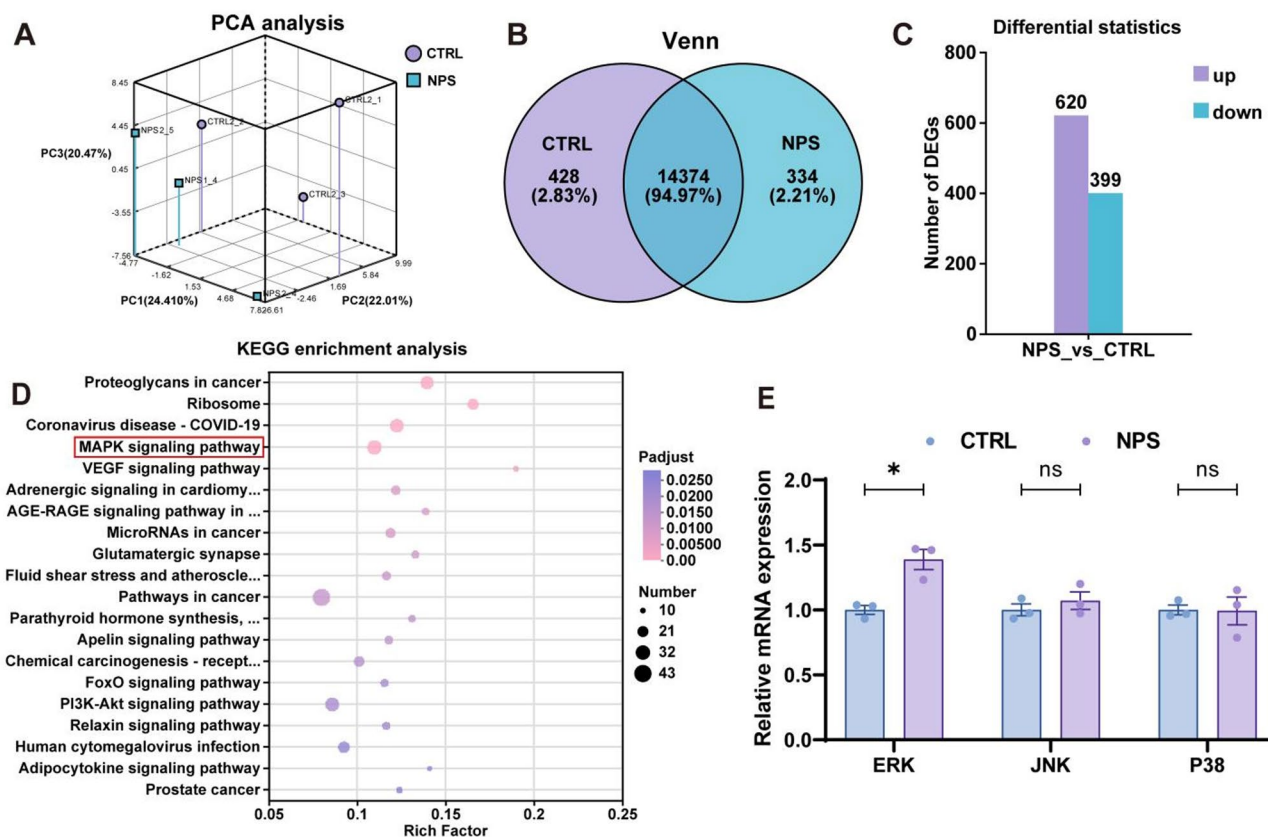 A
PCA analysis
CTRL
NPS
8.45
4.45
0.45
-3.55
-7.56
PC3(20.47%)
NPS2_5
CTRL2_2
CTRL2_1
NPS1_4
CTRL2_3
NPS2_4
-4.77
-1.62
1.53
4.68
7.826.61
-2.46
1.69
5.84
9.99
PC1(24.410%)
PC2(22.01%)
B
Venn
CTRL
428
(2.83%)
14374
(94.97%)
NPS
334
(2.21%)
C
Differential statistics
800
600
400
200
0
Number of DEGs
620
399
up
down
NPS_vs_CTRL
D
KEGG enrichment analysis
Proteoglycans in cancer
Ribosome
Coronavirus disease - COVID-19
MAPK signaling pathway
VEGF signaling pathway
Adrenergic signaling in cardiomy...
AGE-RAGE signaling pathway in ...
MicroRNAs in cancer
Glutamatergic synapse
Fluid shear stress and atheroscle...
Pathways in cancer
Parathyroid hormone synthesis, ...
Apelin signaling pathway
Chemical carcinogenesis - recept...
FoxO signaling pathway
PI3K-Akt signaling pathway
Relaxin signaling pathway
Human cytomegalovirus infection
Adipocytokine signaling pathway
Prostate cancer
0.05
0.1
0.15
0.2
0.25
Rich Factor
Padjust
0.0250
0.0200
0.0150
0.0100
0.00500
0.00
Number
10
21
32
43
E
CTRL
NPS
Relative mRNA expression
2.0
1.5
1.0
0.5
0.0
*
ns
ns
ERK
JNK
P38